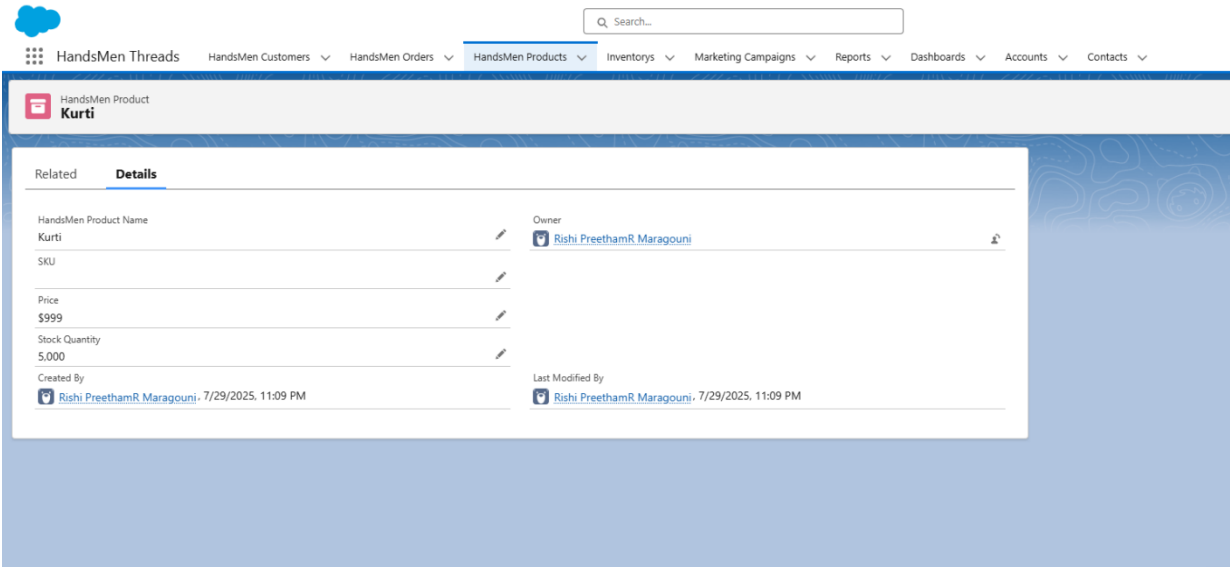 Search...
HandsMen Threads HandsMen Customers HandsMen Orders HandsMen Products Inventorys Marketing Campaigns Reports Dashboards Accounts Contacts
HandsMen Product
Kurti
Related Details
HandsMen Product Name Owner
Kurti Rishi PreethamR Maragouni
SKU
Price
$999
Stock Quantity
5,000
Created By Last Modified By
Rishi PreethamR Maragouni, 7/29/2025, 11:09 PM Rishi PreethamR Maragouni, 7/29/2025, 11:09 PM